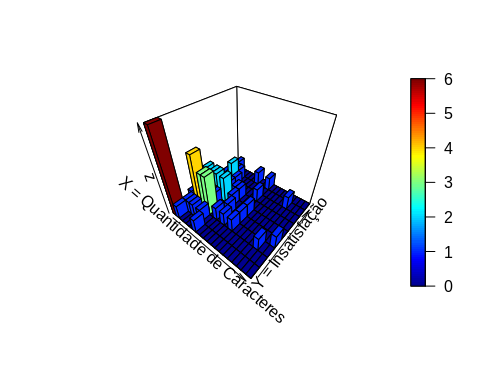 z
X = Quantidade de Caracteres
Y = Insatisfação
6
5
4
3
2
1
0